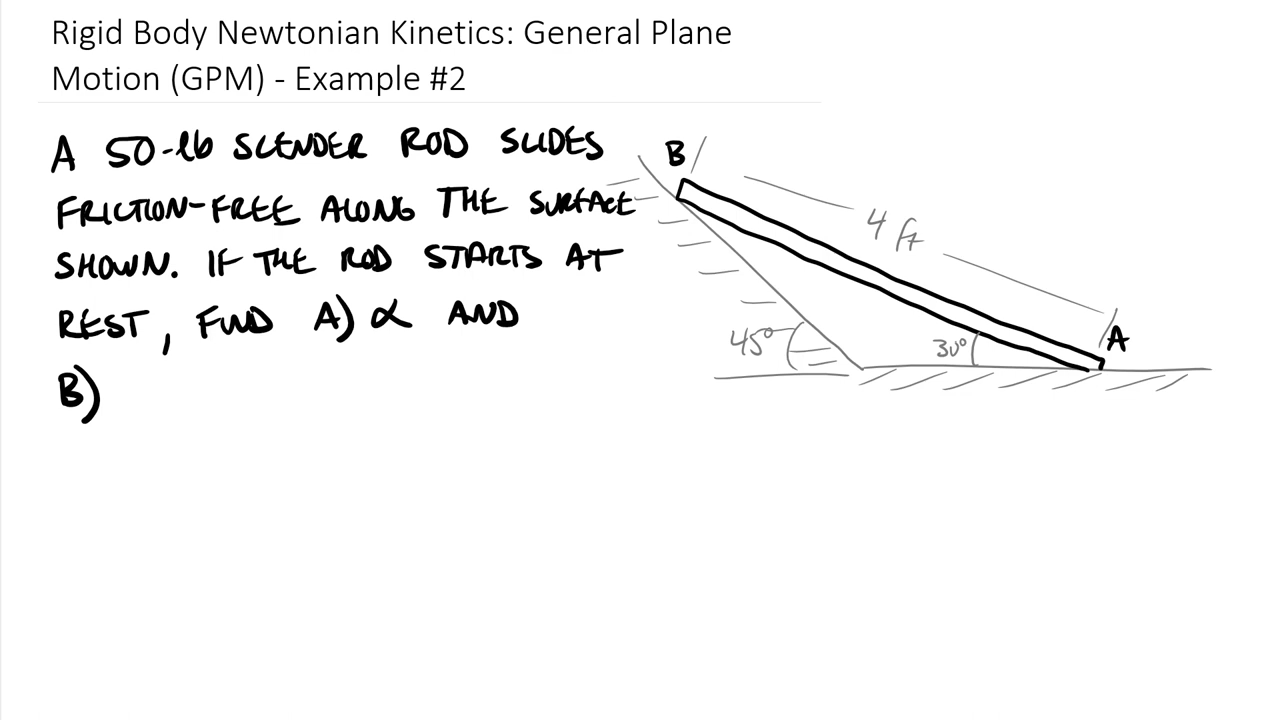 Rigid Body Newtonian Kinetics: General Plane
Motion (GPM) - Example #2
A 50-lb SLENDER ROD SLIDES
FRICTION-FREE ALONG THE SURFACE
SHOWN. IF THE ROD STARTS AT
REST, FIND A) α AND
B)
B
4 ft
A
45°
30°